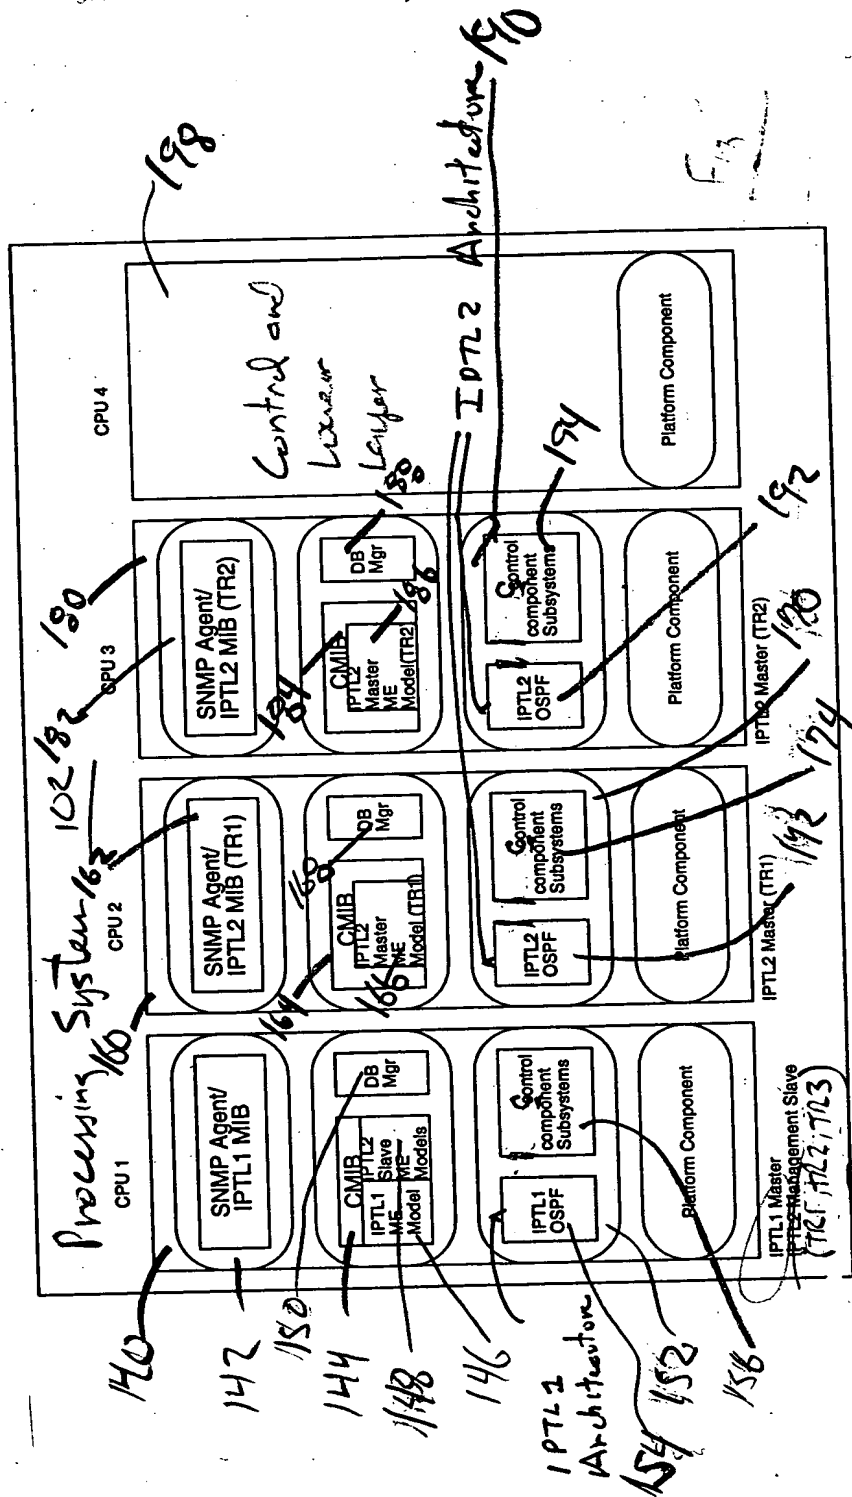 Processing System 102
CPU 1
CPU 2
CPU 3
CPU 4
140
160
162
180
182
198
SNMP Agent/
IPTL1 MIB
SNMP Agent/
IPTL2 MIB (TR1)
SNMP Agent/
IPTL2 MIB (TR2)
Control and
Layer
142
150
144
148
CMIB
IPTL1
ME
Model
IPTL2
Slave
ME
Models
DB
Mgr
164
166
CMIB
IPTL2
Master
ME
Model (TR1)
DB
Mgr
184
186
CMIB
IPTL2
Master
ME
Model(TR2)
DB
Mgr
146
IPTL1
Architecture
IPTL1
OSPF
Control
component
Subsystems
IPTL2
OSPF
Control
component
Subsystems
IPTL2
OSPF
Control
component
Subsystems
IPTL2 Architecture 190
194
154
152
156
192
170
174
Platform Component
Platform Component
Platform Component
Platform Component
IPTL1 Master
IPTL2 Management Slave
(TR1, TR2, TR3)
IPTL2 Master (TR1)
IPTL2 Master (TR2)